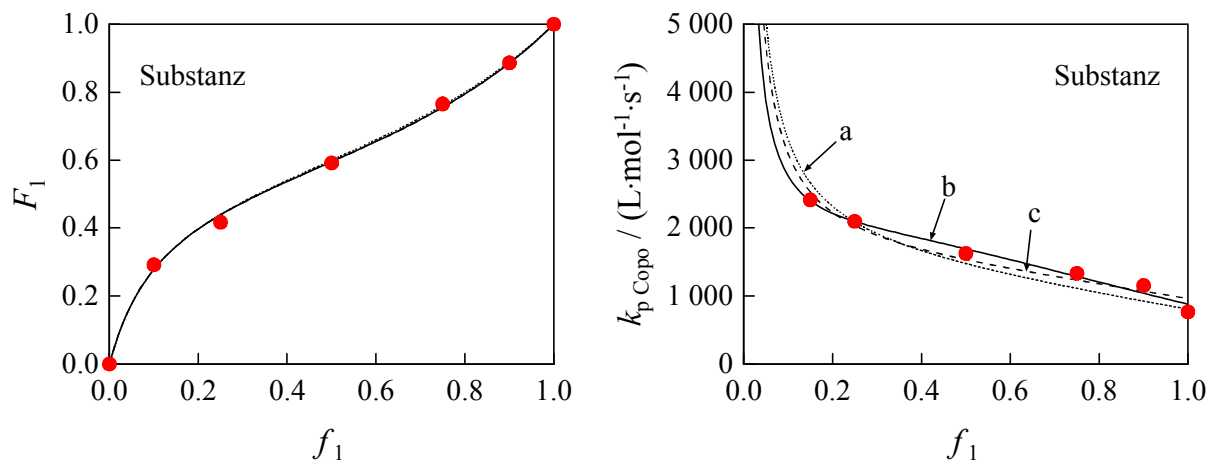 1.0
0.8
0.6
0.4
0.2
0.0
F₁
Substanz
0.0 0.2 0.4 0.6 0.8 1.0
f₁
5 000
4 000
3 000
2 000
1 000
0
k_p Copo / (L·mol⁻¹·s⁻¹)
Substanz
a
b
c
0.0 0.2 0.4 0.6 0.8 1.0
f₁